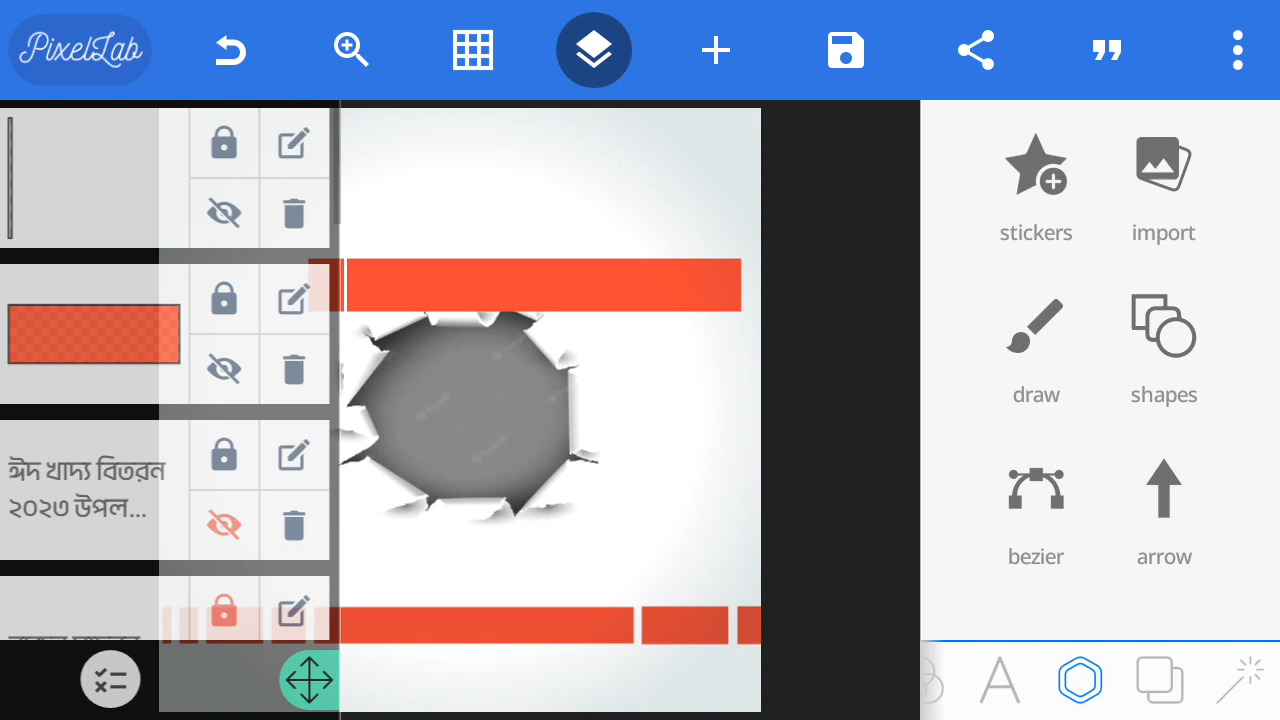 PixelLab
ঈদ খাদ্য বিতরন
২০২৩ উপল...
stickers
import
draw
shapes
bezier
arrow